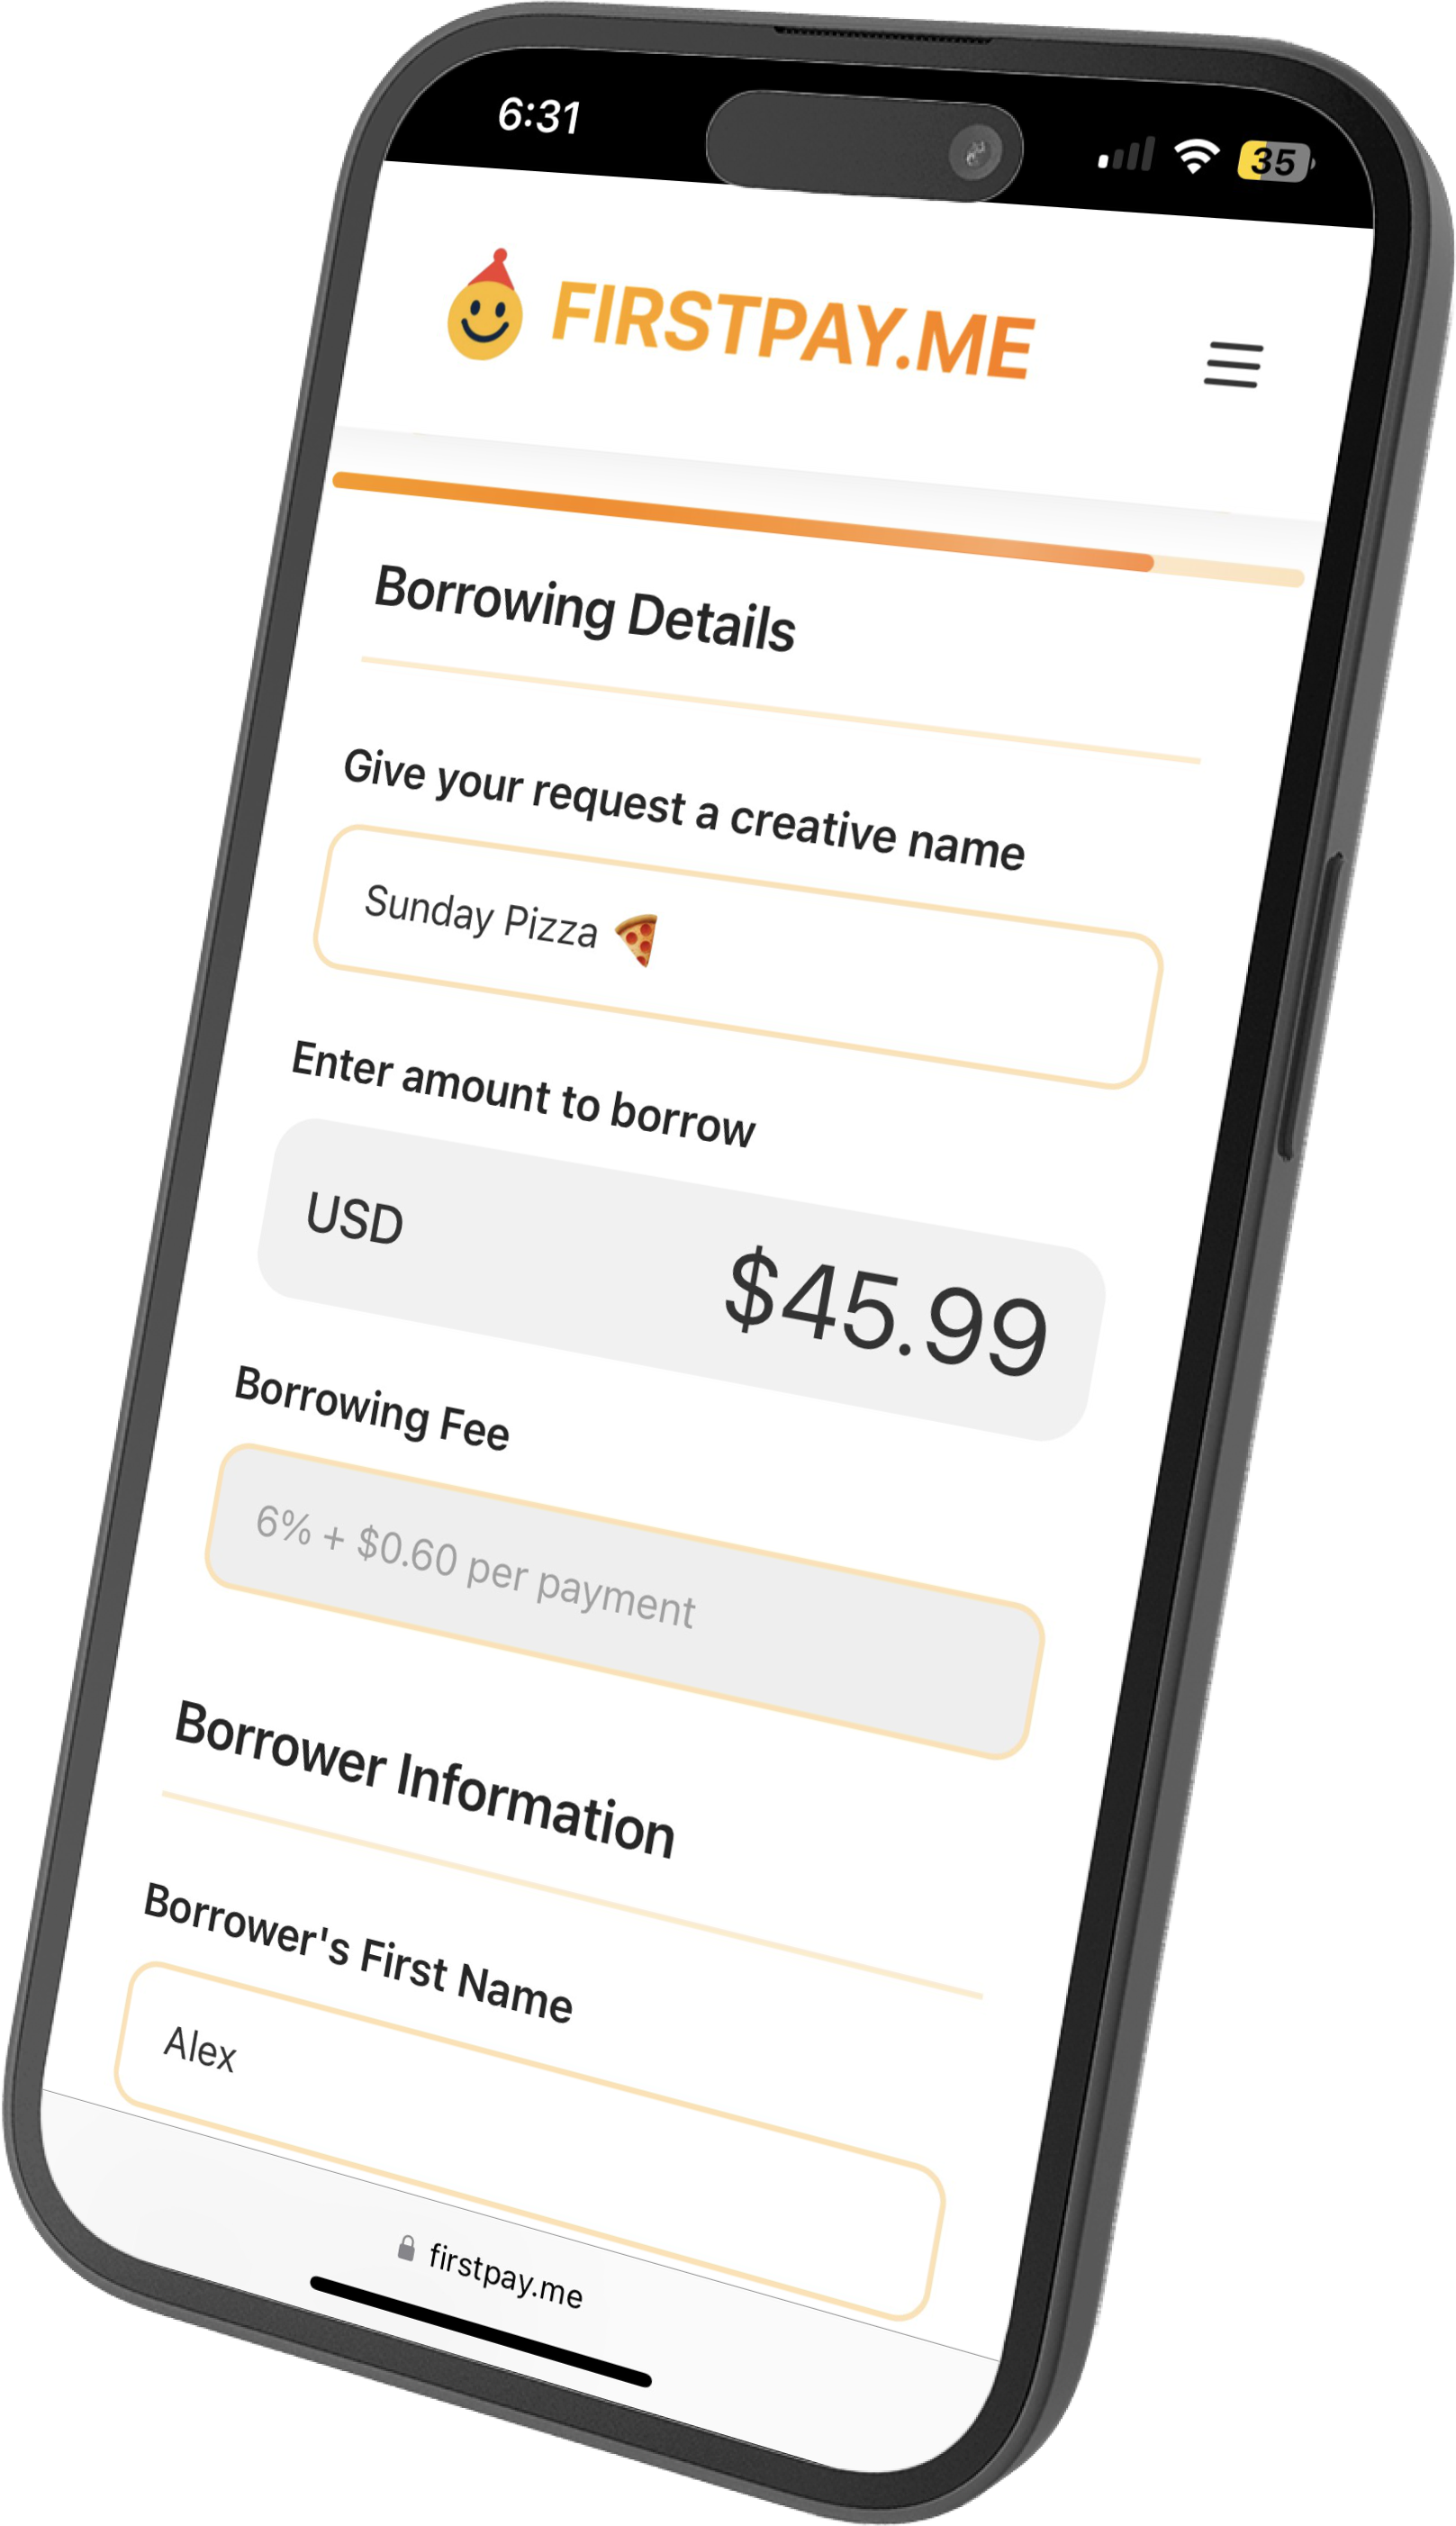 6:31
35
FIRSTPAY.ME
Borrowing Details
Give your request a creative name
Sunday Pizza 🍕
Enter amount to borrow
USD
$45.99
Borrowing Fee
6% + $0.60 per payment
Borrower Information
Borrower's First Name
Alex
firstpay.me